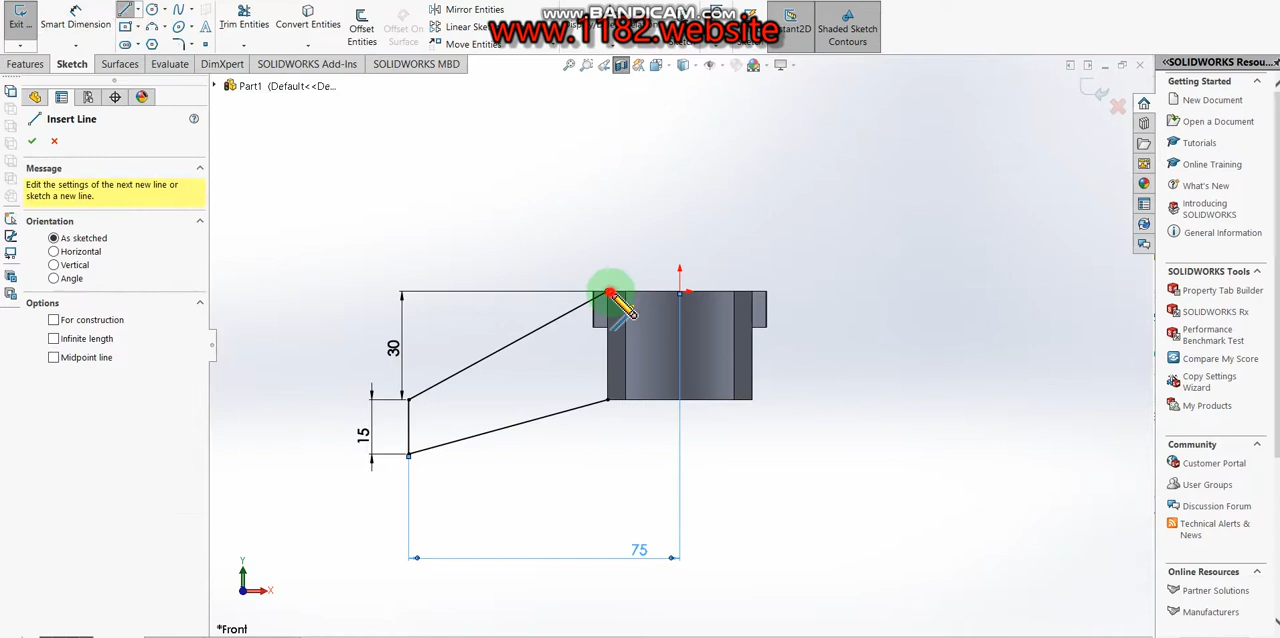 www.BANDICAM.com
www.1182.website
Exit ...
Smart Dimension
Trim Entities
Convert Entities
Offset
Entities
Offset On
Surface
Mirror Entities
Linear Sk
Move Entities
Instant2D
Shaded Sketch
Contours
Features
Sketch
Surfaces
Evaluate
DimXpert
SOLIDWORKS Add-Ins
SOLIDWORKS MBD
Part1 (Default<<De...
Insert Line
Message
Edit the settings of the next new line or
sketch a new line.
Orientation
As sketched
Horizontal
Vertical
Angle
Options
For construction
Infinite length
Midpoint line
30
15
75
Y
X
*Front
SOLIDWORKS Resou...
Getting Started
New Document
Open a Document
Tutorials
Online Training
What's New
Introducing
SOLIDWORKS
General Information
SOLIDWORKS Tools
Property Tab Builder
SOLIDWORKS Rx
Performance
Benchmark Test
Compare My Score
Copy Settings
Wizard
My Products
Community
Customer Portal
User Groups
Discussion Forum
Technical Alerts &
News
Online Resources
Partner Solutions
Manufacturers